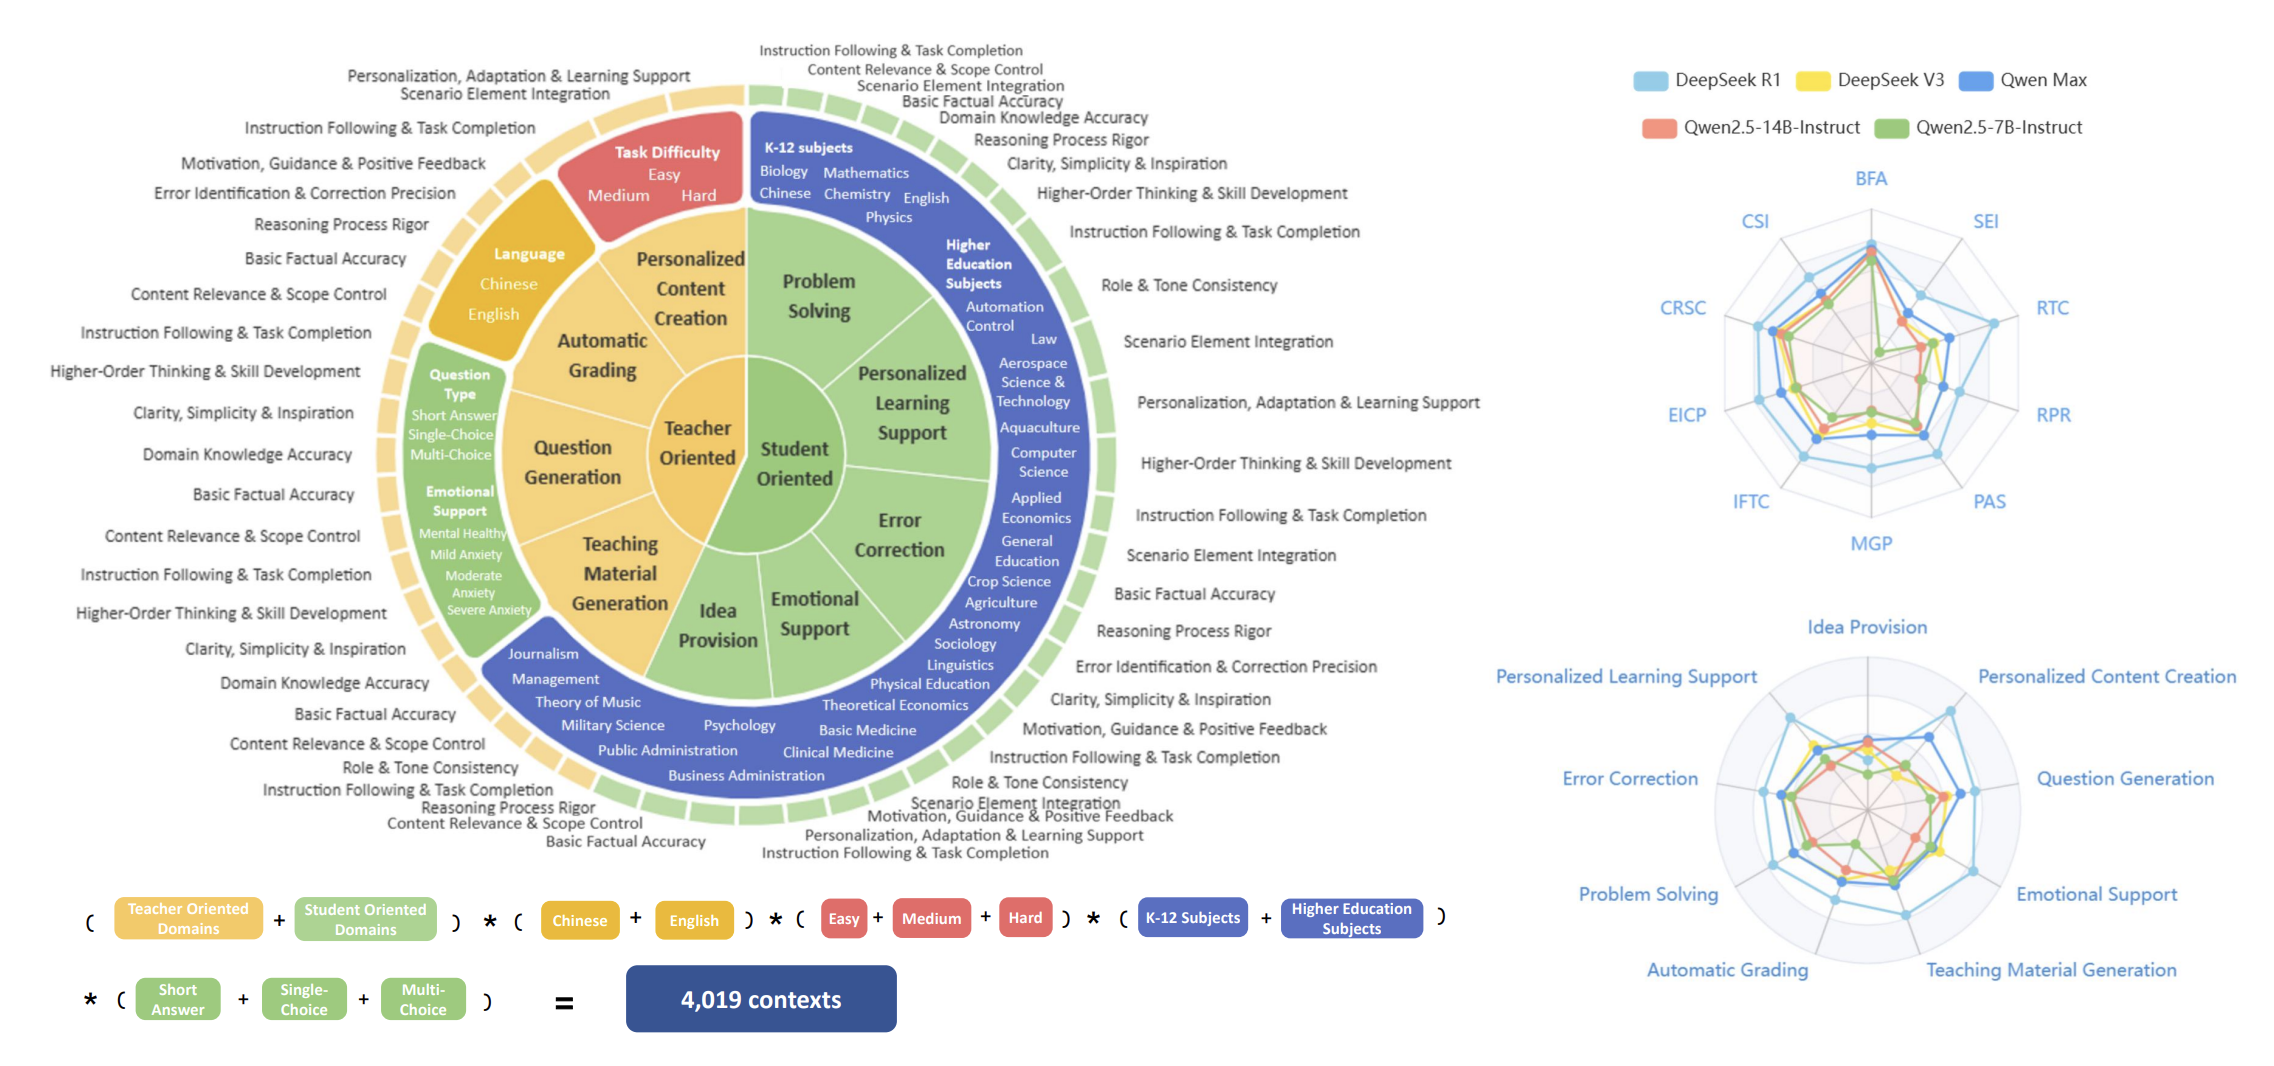 Instruction Following & Task Completion
Content Relevance & Scope Control
Scenario Element Integration
Basic Factual Accuracy
Domain Knowledge Accuracy
Reasoning Process Rigor
Clarity, Simplicity & Inspiration
Higher-Order Thinking & Skill Development
Instruction Following & Task Completion
Role & Tone Consistency
Scenario Element Integration
Personalization, Adaptation & Learning Support
Higher-Order Thinking & Skill Development
Instruction Following & Task Completion
Scenario Element Integration
Basic Factual Accuracy
Reasoning Process Rigor
Error Identification & Correction Precision
Clarity, Simplicity & Inspiration
Motivation, Guidance & Positive Feedback
Instruction Following & Task Completion
Role & Tone Consistency
Scenario Element Integration
Motivation, Guidance & Positive Feedback
Personalization, Adaptation & Learning Support
Instruction Following & Task Completion
Personalization, Adaptation & Learning Support
Scenario Element Integration
Instruction Following & Task Completion
Motivation, Guidance & Positive Feedback
Error Identification & Correction Precision
Reasoning Process Rigor
Basic Factual Accuracy
Content Relevance & Scope Control
Instruction Following & Task Completion
Higher-Order Thinking & Skill Development
Clarity, Simplicity & Inspiration
Domain Knowledge Accuracy
Basic Factual Accuracy
Content Relevance & Scope Control
Instruction Following & Task Completion
Higher-Order Thinking & Skill Development
Clarity, Simplicity & Inspiration
Domain Knowledge Accuracy
Basic Factual Accuracy
Content Relevance & Scope Control
Role & Tone Consistency
Instruction Following & Task Completion
Reasoning Process Rigor
Content Relevance & Scope Control
Basic Factual Accuracy
Task Difficulty
Easy
Medium Hard
Language
Chinese
English
Question
Type
Short Answer
Single-Choice
Multi-Choice
Emotional
Support
Mental Healthy
Mild Anxiety
Moderate
Anxiety
Severe Anxiety
K-12 subjects
Biology Mathematics
Chinese Chemistry English
Physics
Higher
Education
Subjects
Automation
Control
Law
Aerospace
Science &
Technology
Aquaculture
Computer
Science
Applied
Economics
General
Education
Crop Science
Agriculture
Astronomy
Sociology
Linguistics
Physical Education
Theoretical Economics
Basic Medicine
Clinical Medicine
Psychology
Business Administration
Public Administration
Military Science
Theory of Music
Management
Journalism
Personalized
Content
Creation
Automatic
Grading
Question
Generation
Teaching
Material
Generation
Problem
Solving
Personalized
Learning
Support
Error
Correction
Emotional
Support
Idea
Provision
Teacher
Oriented
Student
Oriented
( Teacher Oriented Domains + Student Oriented Domains ) * ( Chinese + English ) * ( Easy + Medium + Hard ) * ( K-12 Subjects + Higher Education Subjects )
* ( Short Answer + Single-Choice + Multi-Choice ) = 4,019 contexts
DeepSeek R1 DeepSeek V3 Qwen Max
Qwen2.5-14B-Instruct Qwen2.5-7B-Instruct
BFA
CSI SEI
CRSC RTC
EICP RPR
IFTC PAS
MGP
Idea Provision
Personalized Learning Support Personalized Content Creation
Error Correction Question Generation
Problem Solving Emotional Support
Automatic Grading Teaching Material Generation